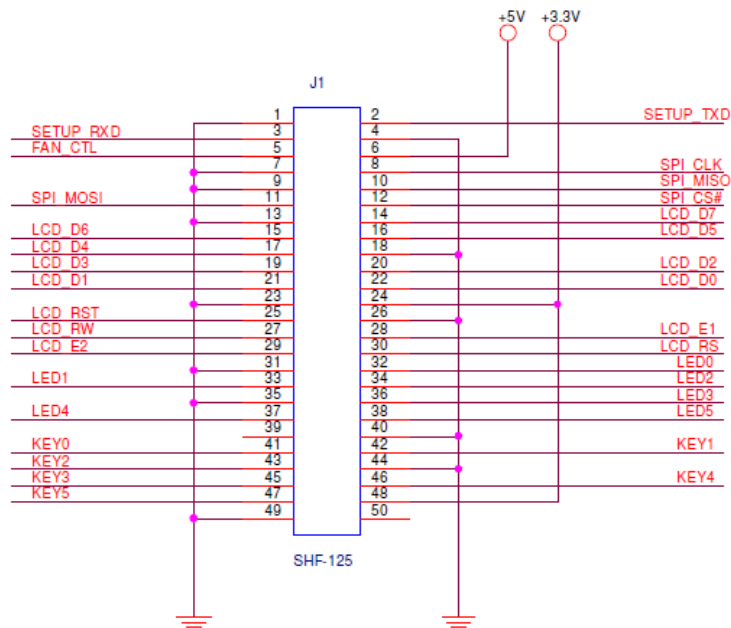 +5V +3.3V
J1
1 2 SETUP_TXD
SETUP_RXD 3 4
FAN_CTL 5 6
7 8 SPI_CLK
9 10 SPI_MISO
SPI_MOSI 11 12 SPI_CS#
13 14 LCD_D7
LCD_D6 15 16 LCD_D5
LCD_D4 17 18
LCD_D3 19 20 LCD_D2
LCD_D1 21 22 LCD_D0
23 24
LCD_RST 25 26
LCD_RW 27 28 LCD_E1
LCD_E2 29 30 LCD_RS
31 32 LED0
LED1 33 34 LED2
35 36 LED3
LED4 37 38 LED5
39 40
KEY0 41 42 KEY1
KEY2 43 44
KEY3 45 46 KEY4
KEY5 47 48
49 50
SHF-125